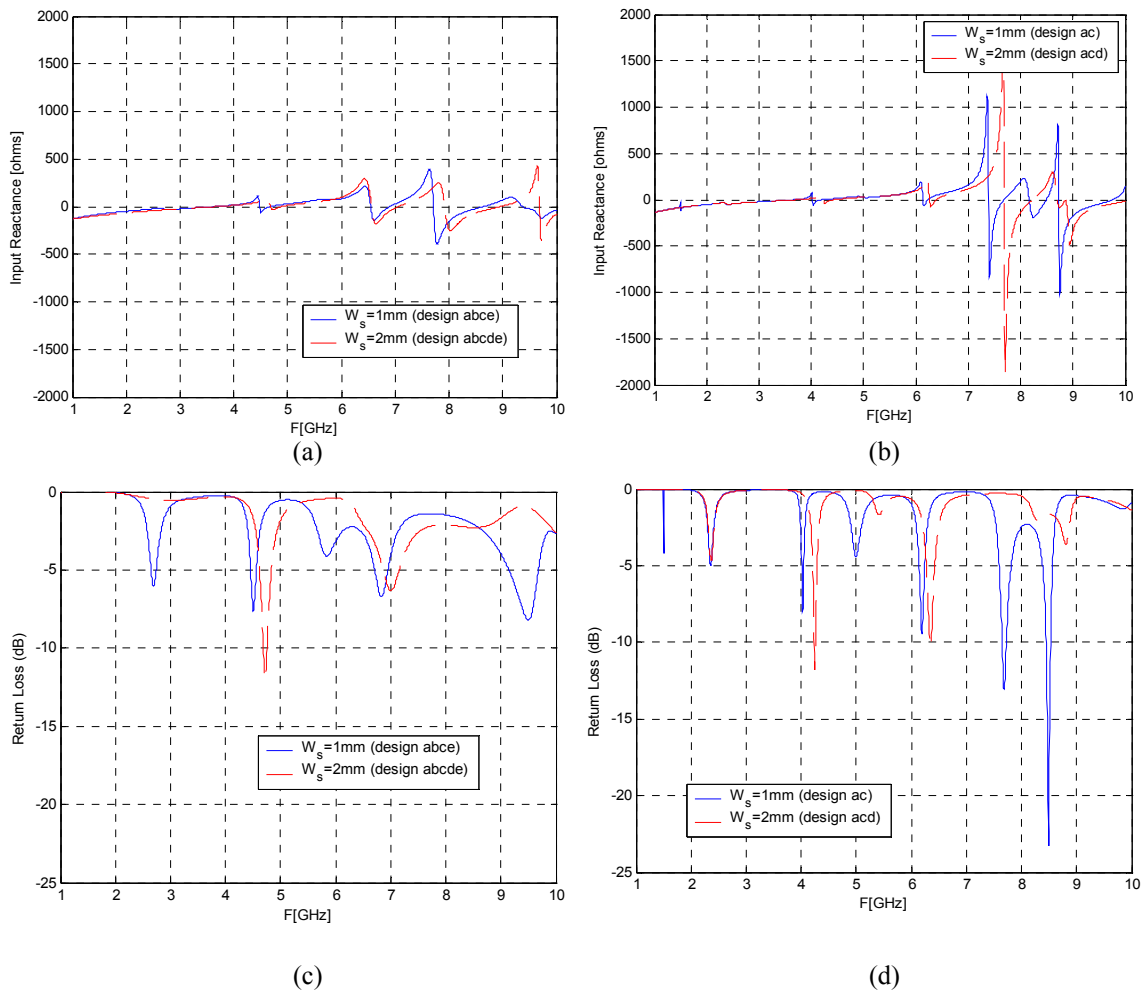 2000
1500
1000
500
0
-500
-1000
-1500
-2000
Input Reactance [ohms]
W_s=1mm (design abce)
W_s=2mm (design abcde)
1 2 3 4 5 6 7 8 9 10
F[GHz]
(a)
2000
1500
1000
500
0
-500
-1000
-1500
-2000
Input Reactance [ohms]
W_s=1mm (design ac)
W_s=2mm (design acd)
1 2 3 4 5 6 7 8 9 10
F[GHz]
(b)
0
-5
-10
-15
-20
-25
Return Loss (dB)
W_s=1mm (design abce)
W_s=2mm (design abcde)
1 2 3 4 5 6 7 8 9 10
F[GHz]
(c)
0
-5
-10
-15
-20
-25
Return Loss (dB)
W_s=1mm (design ac)
W_s=2mm (design acd)
1 2 3 4 5 6 7 8 9 10
F[GHz]
(d)